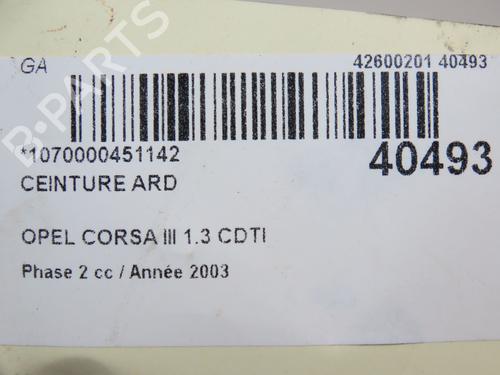 GA
42600201 40493
*1070000451142
40493
CEINTURE ARD
OPEL CORSA III 1.3 CDTI
Phase 2 cc / Année 2003
B-PARTS